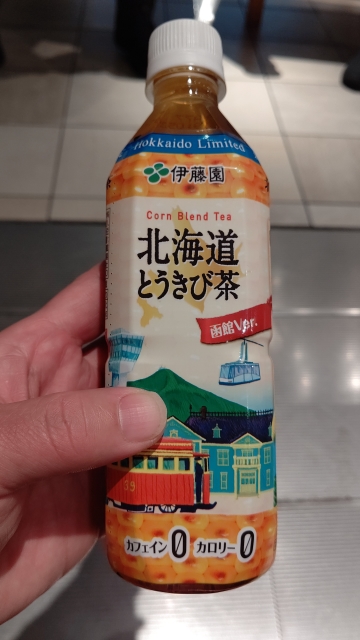 Hokkaido Limited
伊藤園
Corn Blend Tea
北海道
とうきび茶
函館Ver.
39
カフェイン0 カロリー0